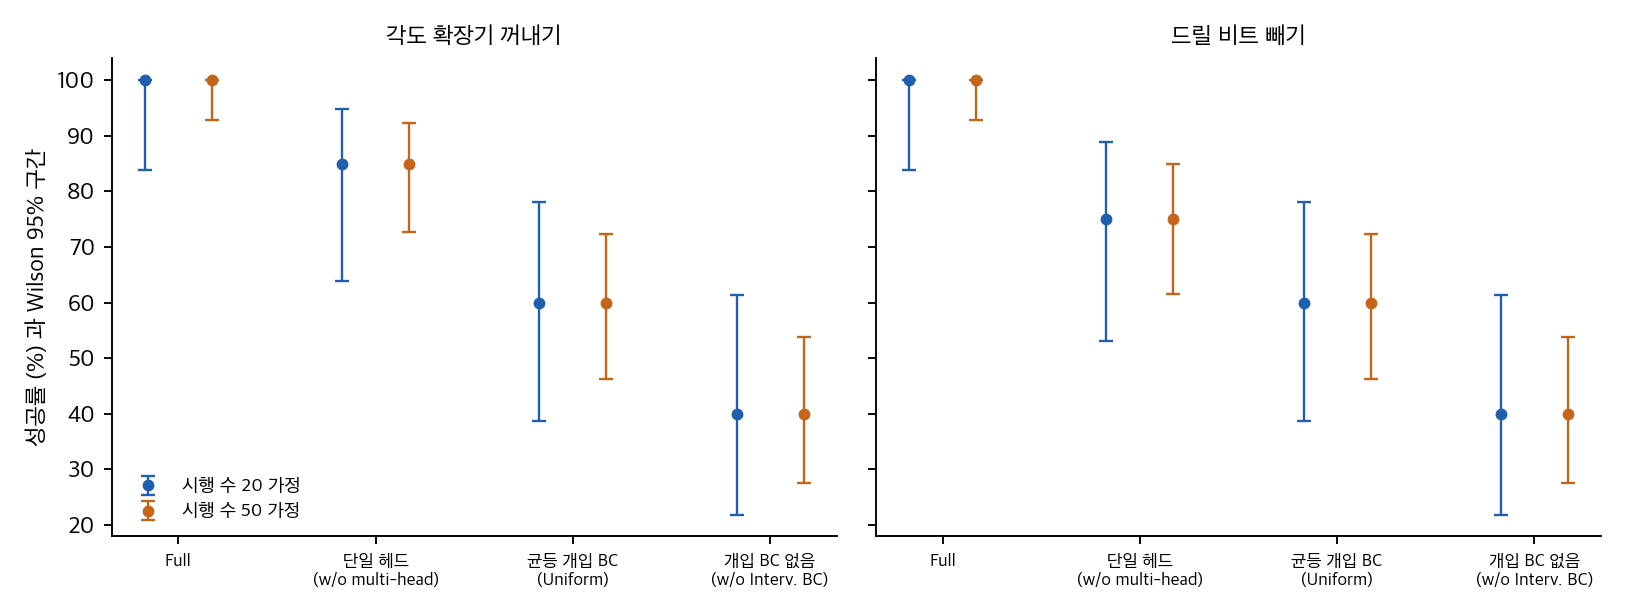 각도 확장기 꺼내기
드릴 비트 빼기
성공률 (%) 과 Wilson 95% 구간
100
90
80
70
60
50
40
30
20
시행 수 20 가정
시행 수 50 가정
Full
단일 헤드
(w/o multi-head)
균등 개입 BC
(Uniform)
개입 BC 없음
(w/o Interv. BC)
Full
단일 헤드
(w/o multi-head)
균등 개입 BC
(Uniform)
개입 BC 없음
(w/o Interv. BC)